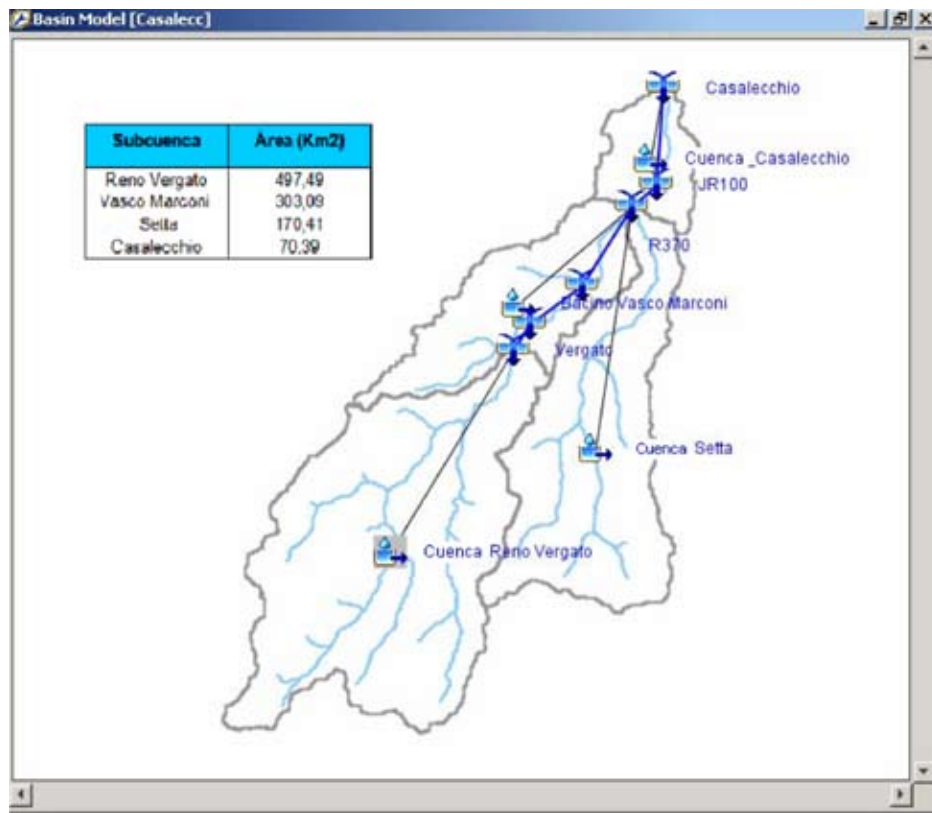 Basin Model [Casalecc]
Casalecchio
Subcuenca Área (Km2)
Reno Vergato 497,49
Vasco Marconi 303,09
Setta 170,41
Casalecchio 70,39
Cuenca _Casalecchio
JR100
R370
Bacino Vasco Marconi
Vergato
Cuenca Setta
Cuenca Reno Vergato